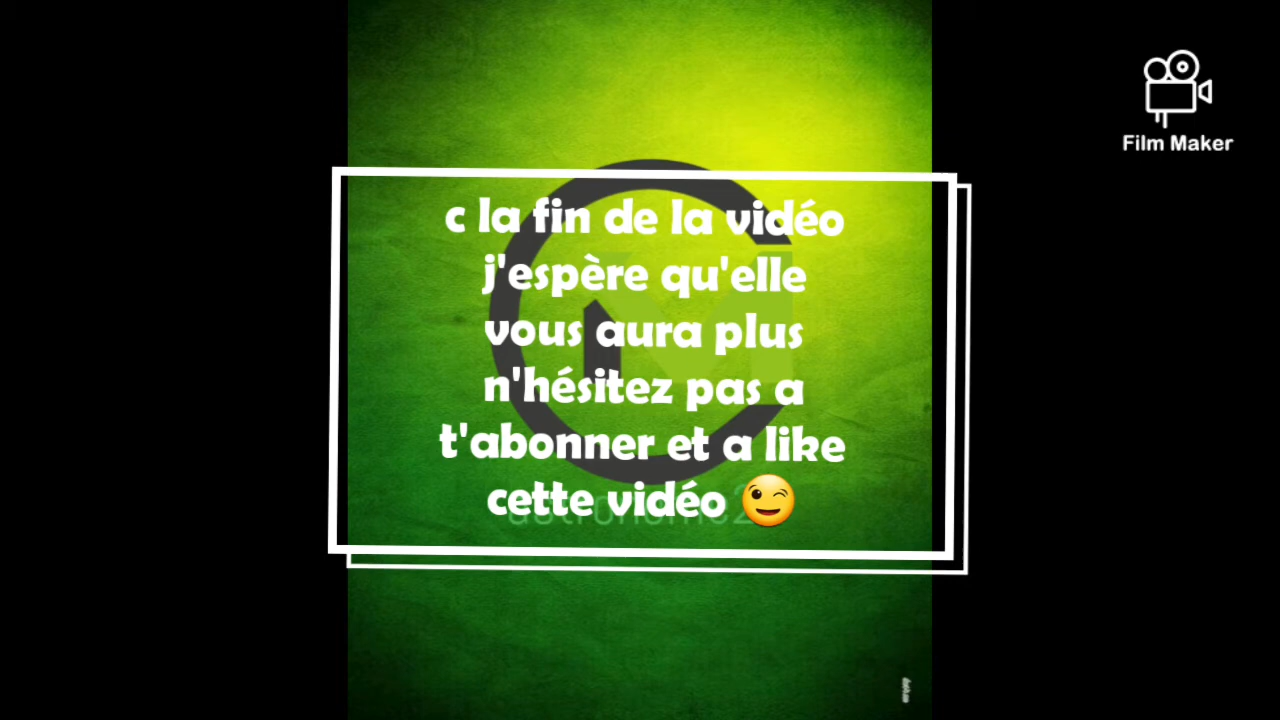 Film Maker
c la fin de la vidéo
j'espère qu'elle
vous aura plus
n'hésitez pas a
t'abonner et a like
cette vidéo 😉